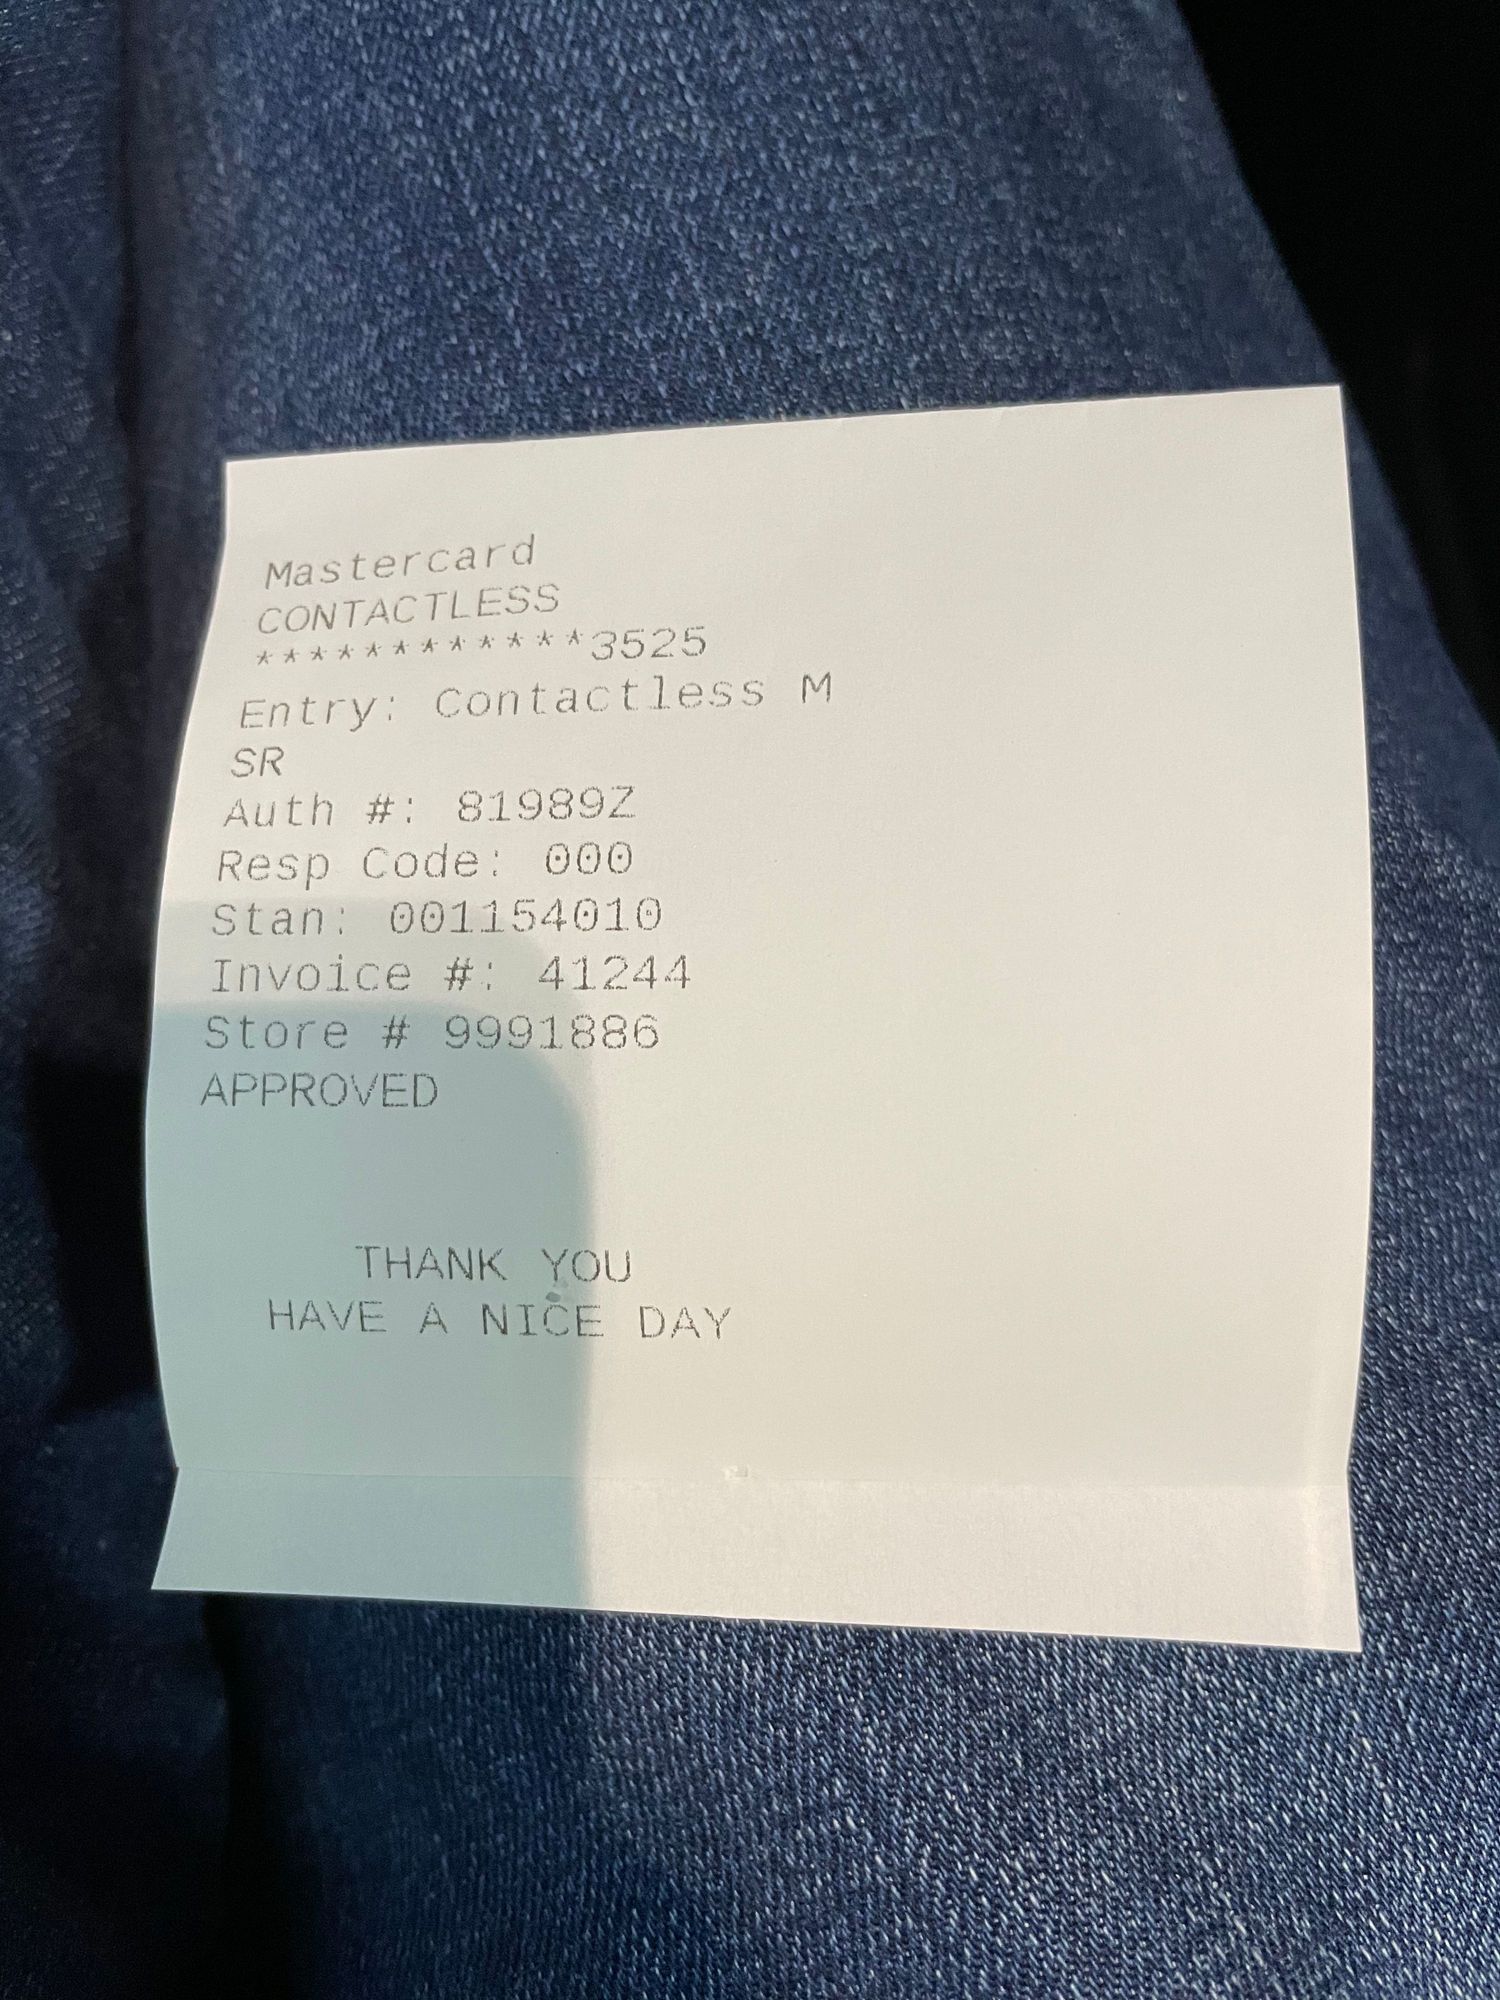 Mastercard
CONTACTLESS
************3525
Entry: Contactless M
SR
Auth #: 81989Z
Resp Code: 000
Stan: 001154010
Invoice #: 41244
Store # 9991886
APPROVED
THANK YOU
HAVE A NICE DAY